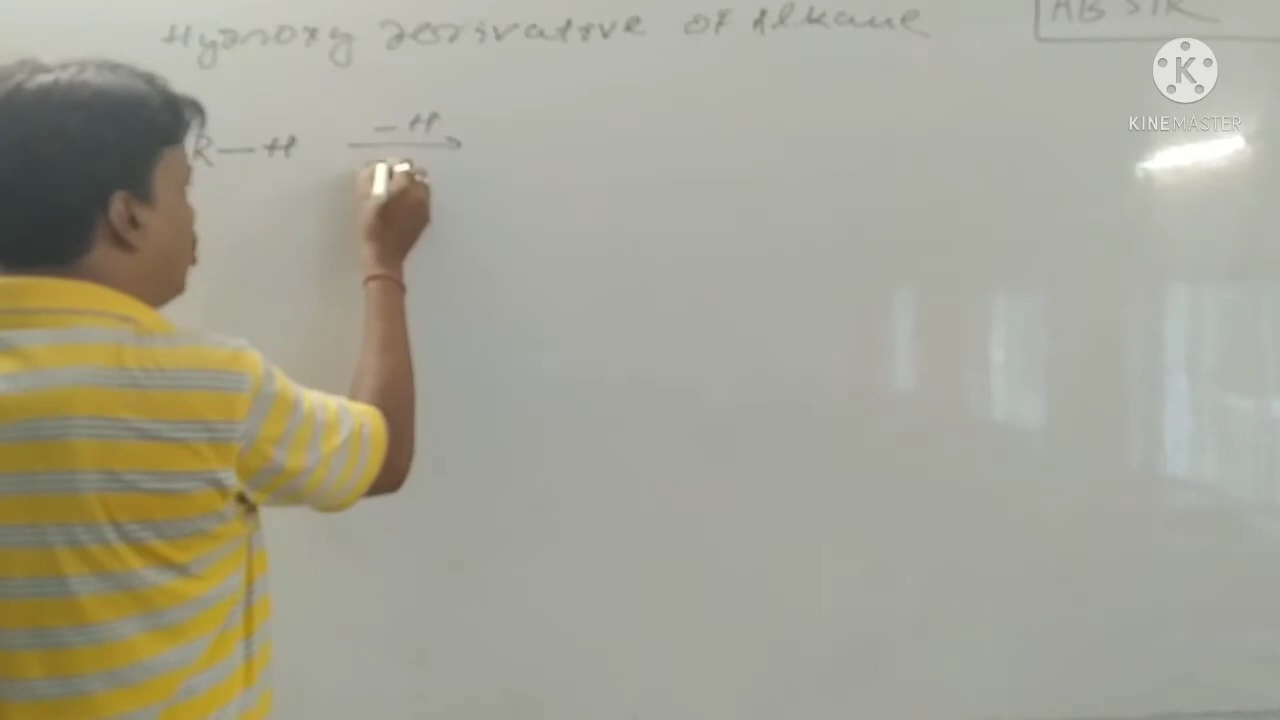 Hydroxy derivative of Alkane
AB SIR
K
KINEMASTER
R—H —H→